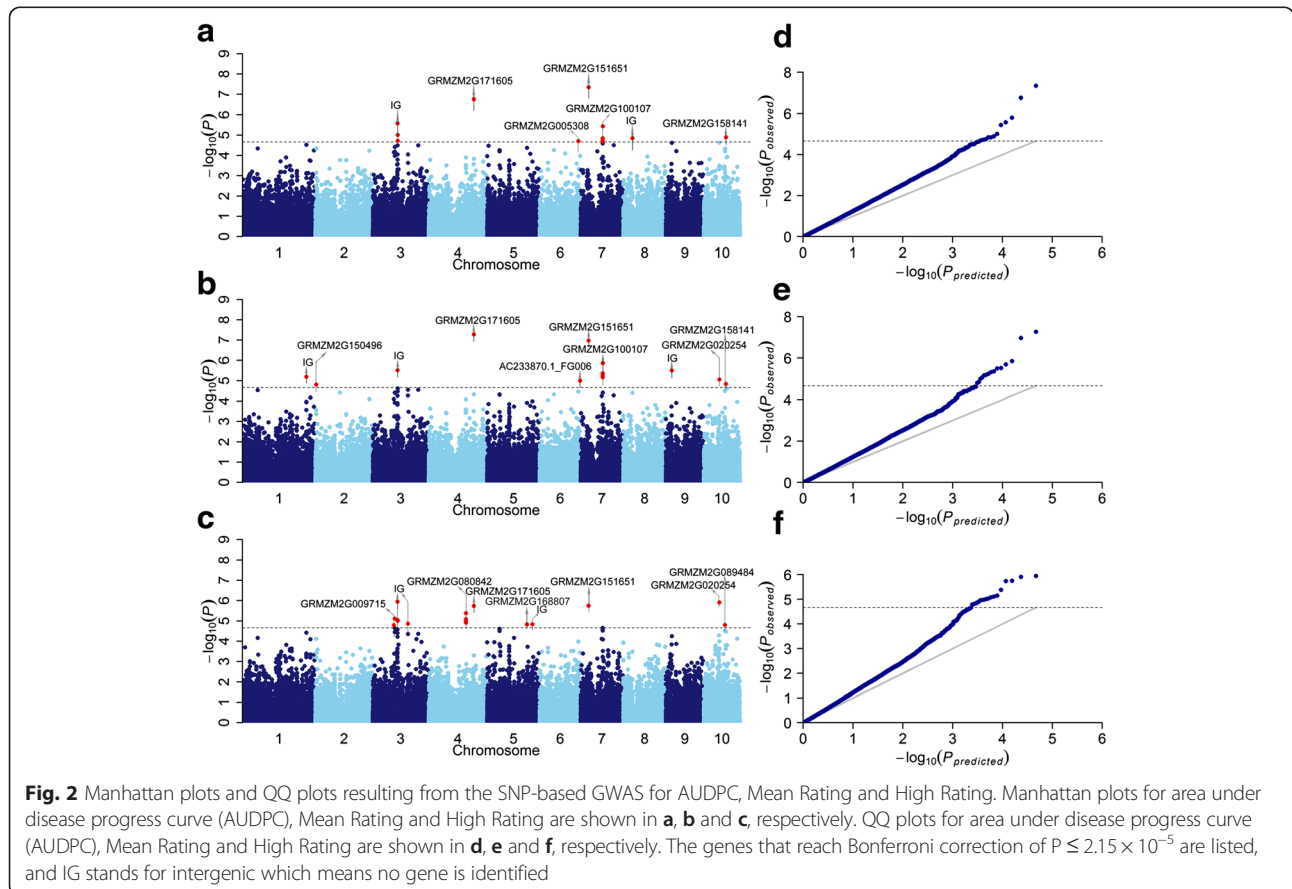 a
9
8
7
6
5
4
3
2
1
0
−log10(P)
IG
GRMZM2G171605
GRMZM2G151651
GRMZM2G100107
GRMZM2G005308
IG
GRMZM2G158141
1 2 3 4 5 6 7 8 9 10
Chromosome
d
8
6
4
2
0
−log10(Pobserved)
0 1 2 3 4 5 6
−log10(Ppredicted)
b
9
8
7
6
5
4
3
2
1
0
−log10(P)
IG
GRMZM2G150496
IG
GRMZM2G171605
GRMZM2G151651
GRMZM2G100107
AC233870.1_FG006
IG
GRMZM2G158141
GRMZM2G020254
1 2 3 4 5 6 7 8 9 10
Chromosome
e
8
6
4
2
0
−log10(Pobserved)
0 1 2 3 4 5 6
−log10(Ppredicted)
c
9
8
7
6
5
4
3
2
1
0
−log10(P)
GRMZM2G009715
IG
GRMZM2G080842
GRMZM2G171605
GRMZM2G168807
IG
GRMZM2G151651
GRMZM2G089484
GRMZM2G020254
1 2 3 4 5 6 7 8 9 10
Chromosome
f
6
5
4
3
2
1
0
−log10(Pobserved)
0 1 2 3 4 5 6
−log10(Ppredicted)
Fig. 2 Manhattan plots and QQ plots resulting from the SNP-based GWAS for AUDPC, Mean Rating and High Rating. Manhattan plots for area under
disease progress curve (AUDPC), Mean Rating and High Rating are shown in a, b and c, respectively. QQ plots for area under disease progress curve
(AUDPC), Mean Rating and High Rating are shown in d, e and f, respectively. The genes that reach Bonferroni correction of P ≤ 2.15 × 10−5 are listed,
and IG stands for intergenic which means no gene is identified